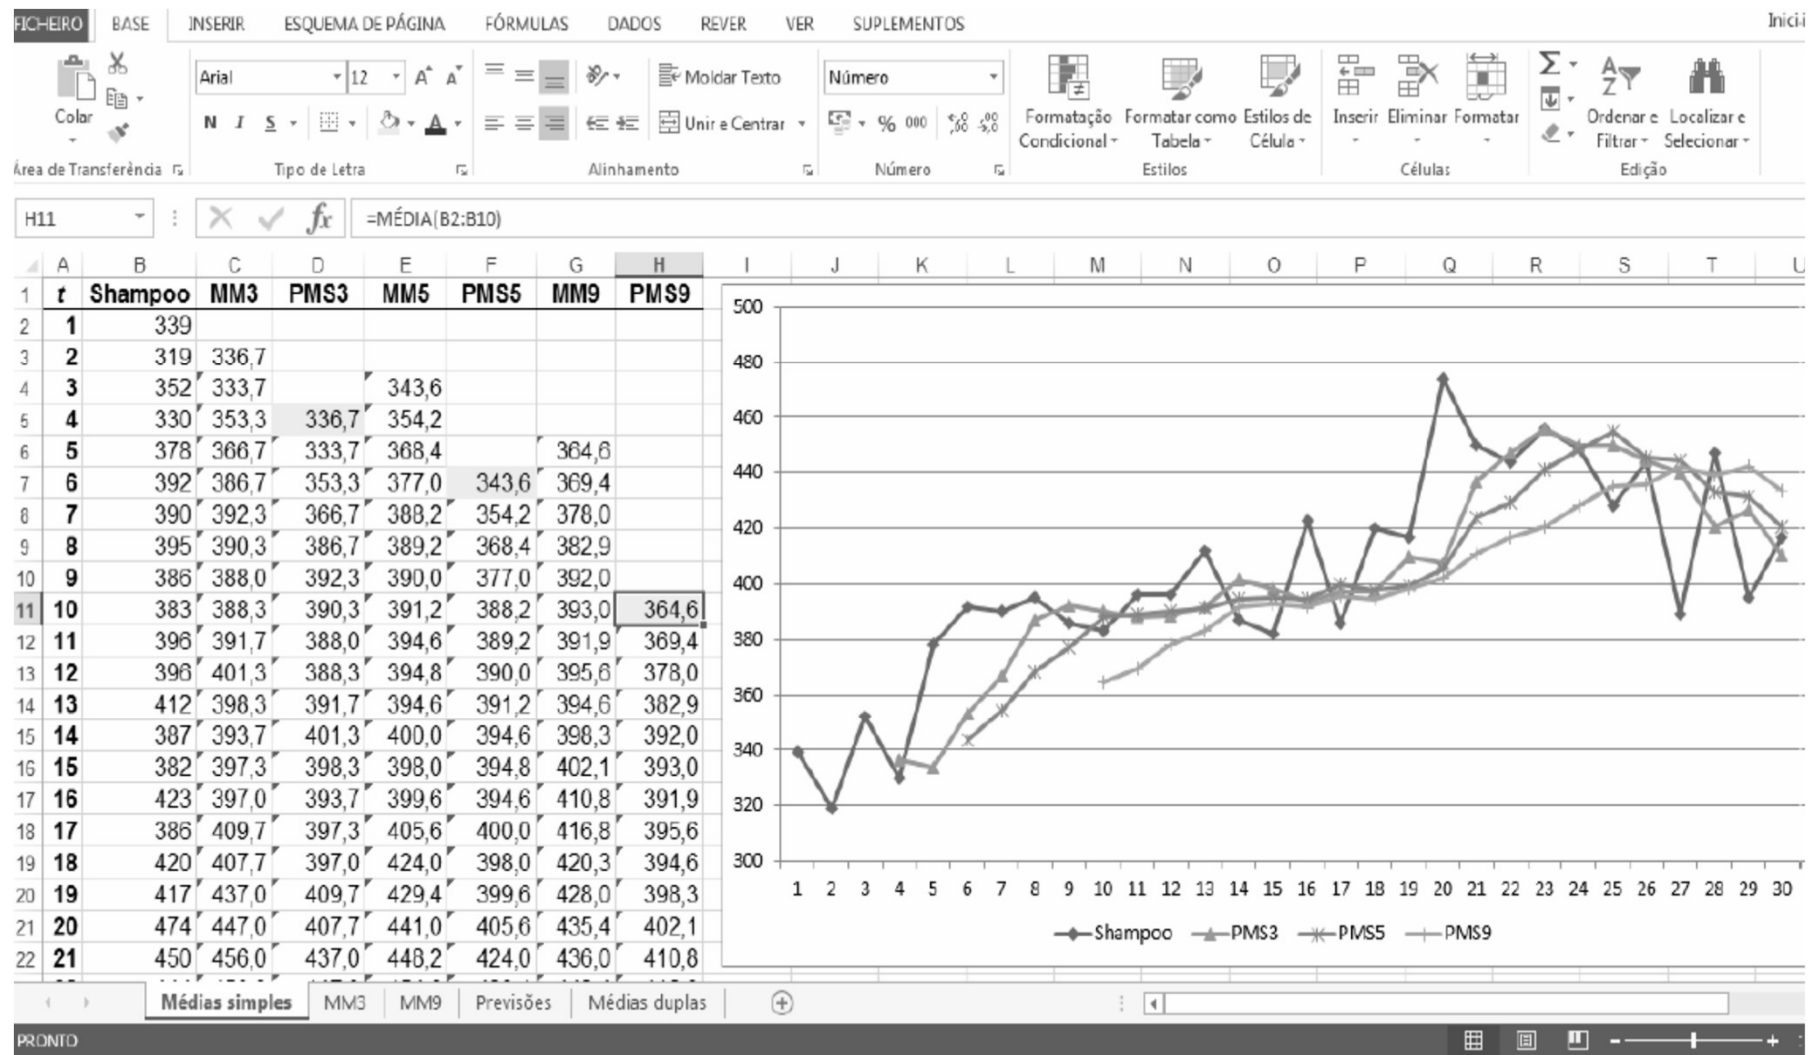 FICHEIRO BASE INSERIR ESQUEMA DE PÁGINA FÓRMULAS DADOS REVER VER SUPLEMENTOS
Arial 12 Moldar Texto Número
Colar N I S Unir e Centrar % 000 Formatação Condicional Formatar como Tabela Estilos de Célula Inserir Eliminar Formatar Ordenar e Filtrar Localizar e Selecionar
Área de Transferência Tipo de Letra Alinhamento Número Estilos Células Edição
H11 fx =MÉDIA(B2:B10)
A B C D E F G H I J K L M N O P Q R S T U
1 t Shampoo MM3 PMS3 MM5 PMS5 MM9 PMS9
2 1 339
3 2 319 336,7
4 3 352 333,7 343,6
5 4 330 353,3 336,7 354,2
6 5 378 366,7 333,7 368,4 364,6
7 6 392 386,7 353,3 377,0 343,6 369,4
8 7 390 392,3 366,7 388,2 354,2 378,0
9 8 395 390,3 386,7 389,2 368,4 382,9
10 9 386 388,0 392,3 390,0 377,0 392,0
11 10 383 388,3 390,3 391,2 388,2 393,0 364,6
12 11 396 391,7 388,0 394,6 389,2 391,9 369,4
13 12 396 401,3 388,3 394,8 390,0 395,6 378,0
14 13 412 398,3 391,7 394,6 391,2 394,6 382,9
15 14 387 393,7 401,3 400,0 394,6 398,3 392,0
16 15 382 397,3 398,3 398,0 394,8 402,1 393,0
17 16 423 397,0 393,7 399,6 394,6 410,8 391,9
18 17 386 409,7 397,3 405,6 400,0 416,8 395,6
19 18 420 407,7 397,0 424,0 398,0 420,3 394,6
20 19 417 437,0 409,7 429,4 399,6 428,0 398,3
21 20 474 447,0 407,7 441,0 405,6 435,4 402,1
22 21 450 456,0 437,0 448,2 424,0 436,0 410,8
500
480
460
440
420
400
380
360
340
320
300
1 2 3 4 5 6 7 8 9 10 11 12 13 14 15 16 17 18 19 20 21 22 23 24 25 26 27 28 29 30
Shampoo PMS3 PMS5 PMS9
Médias simples MM3 MM9 Previsões Médias duplas
PRONTO